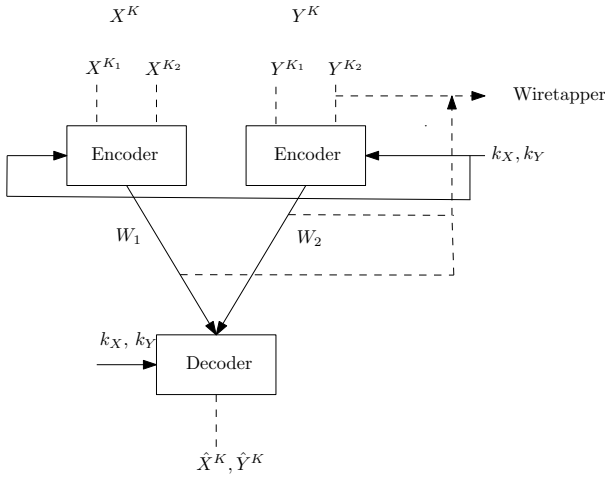 X^K Y^K
X^{K_1} X^{K_2} Y^{K_1} Y^{K_2}
Wiretapper
Encoder Encoder
k_X, k_Y
W_1 W_2
k_X, k_Y
Decoder
\hat{X}^K, \hat{Y}^K